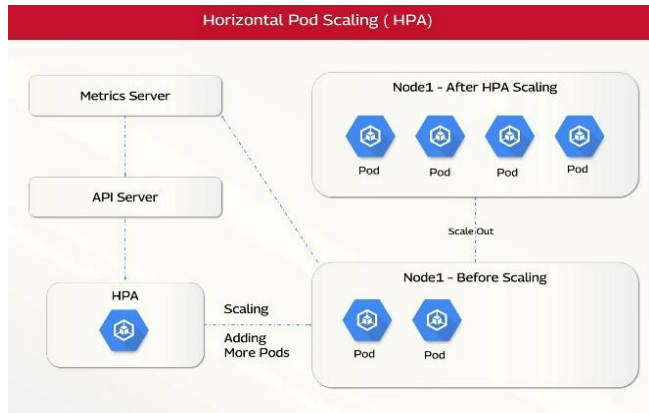 Horizontal Pod Scaling ( HPA)
Metrics Server
API Server
HPA
Scaling
Adding
More Pods
Node1 - After HPA Scaling
Pod
Pod
Pod
Pod
Scale Out
Node1 - Before Scaling
Pod
Pod